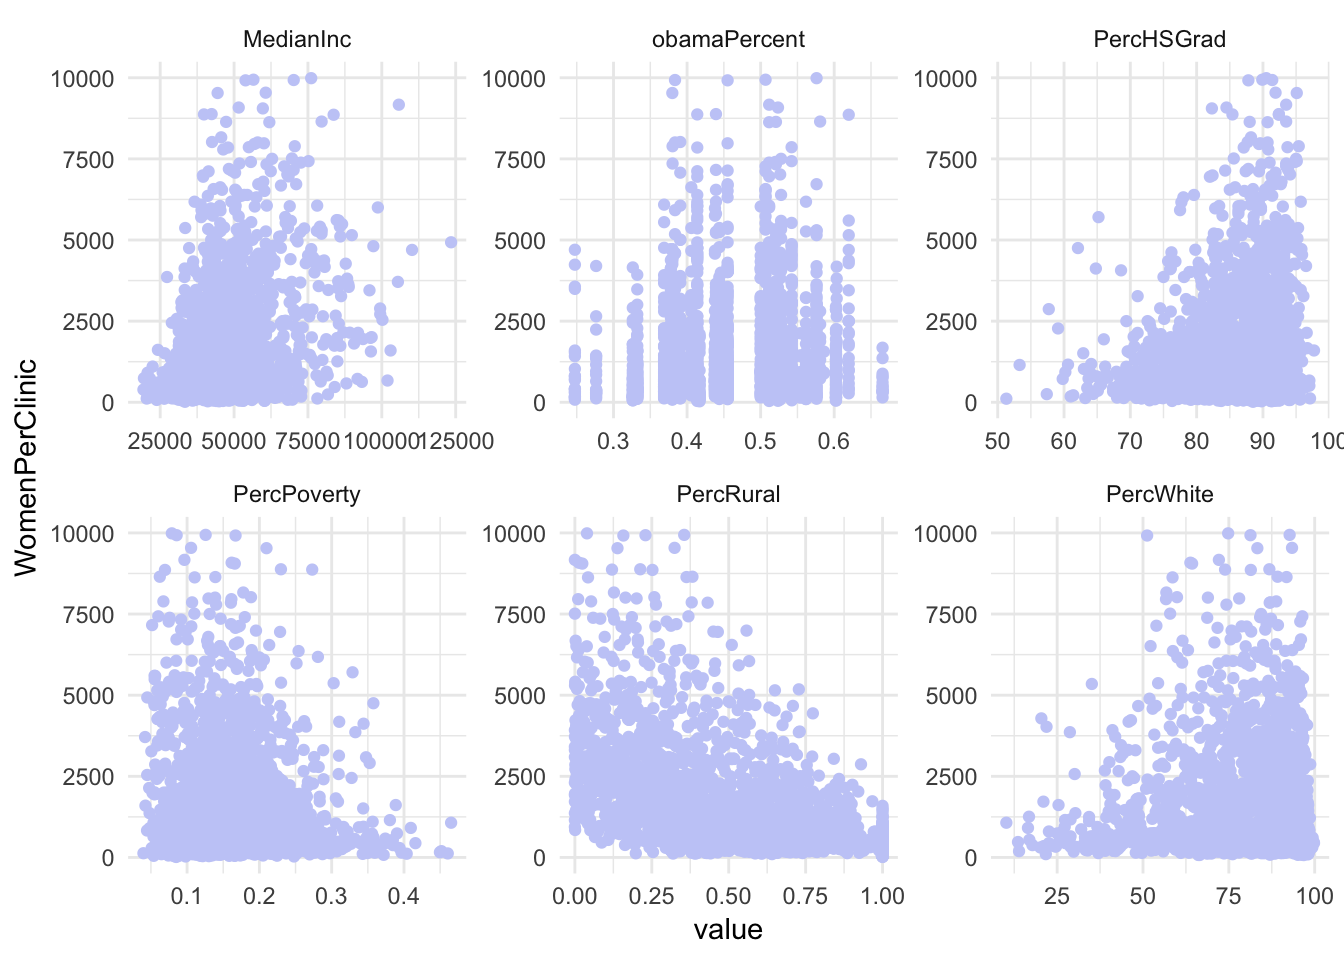 MedianInc obamaPercent PercHSGrad
10000 10000 10000
7500 7500 7500
5000 5000 5000
2500 2500 2500
0 0 0
25000 50000 75000 100000 125000 0.3 0.4 0.5 0.6 50 60 70 80 90 100
WomenPerClinic
PercPoverty PercRural PercWhite
10000 10000 10000
7500 7500 7500
5000 5000 5000
2500 2500 2500
0 0 0
0.1 0.2 0.3 0.4 0.00 0.25 0.50 0.75 1.00 25 50 75 100
value